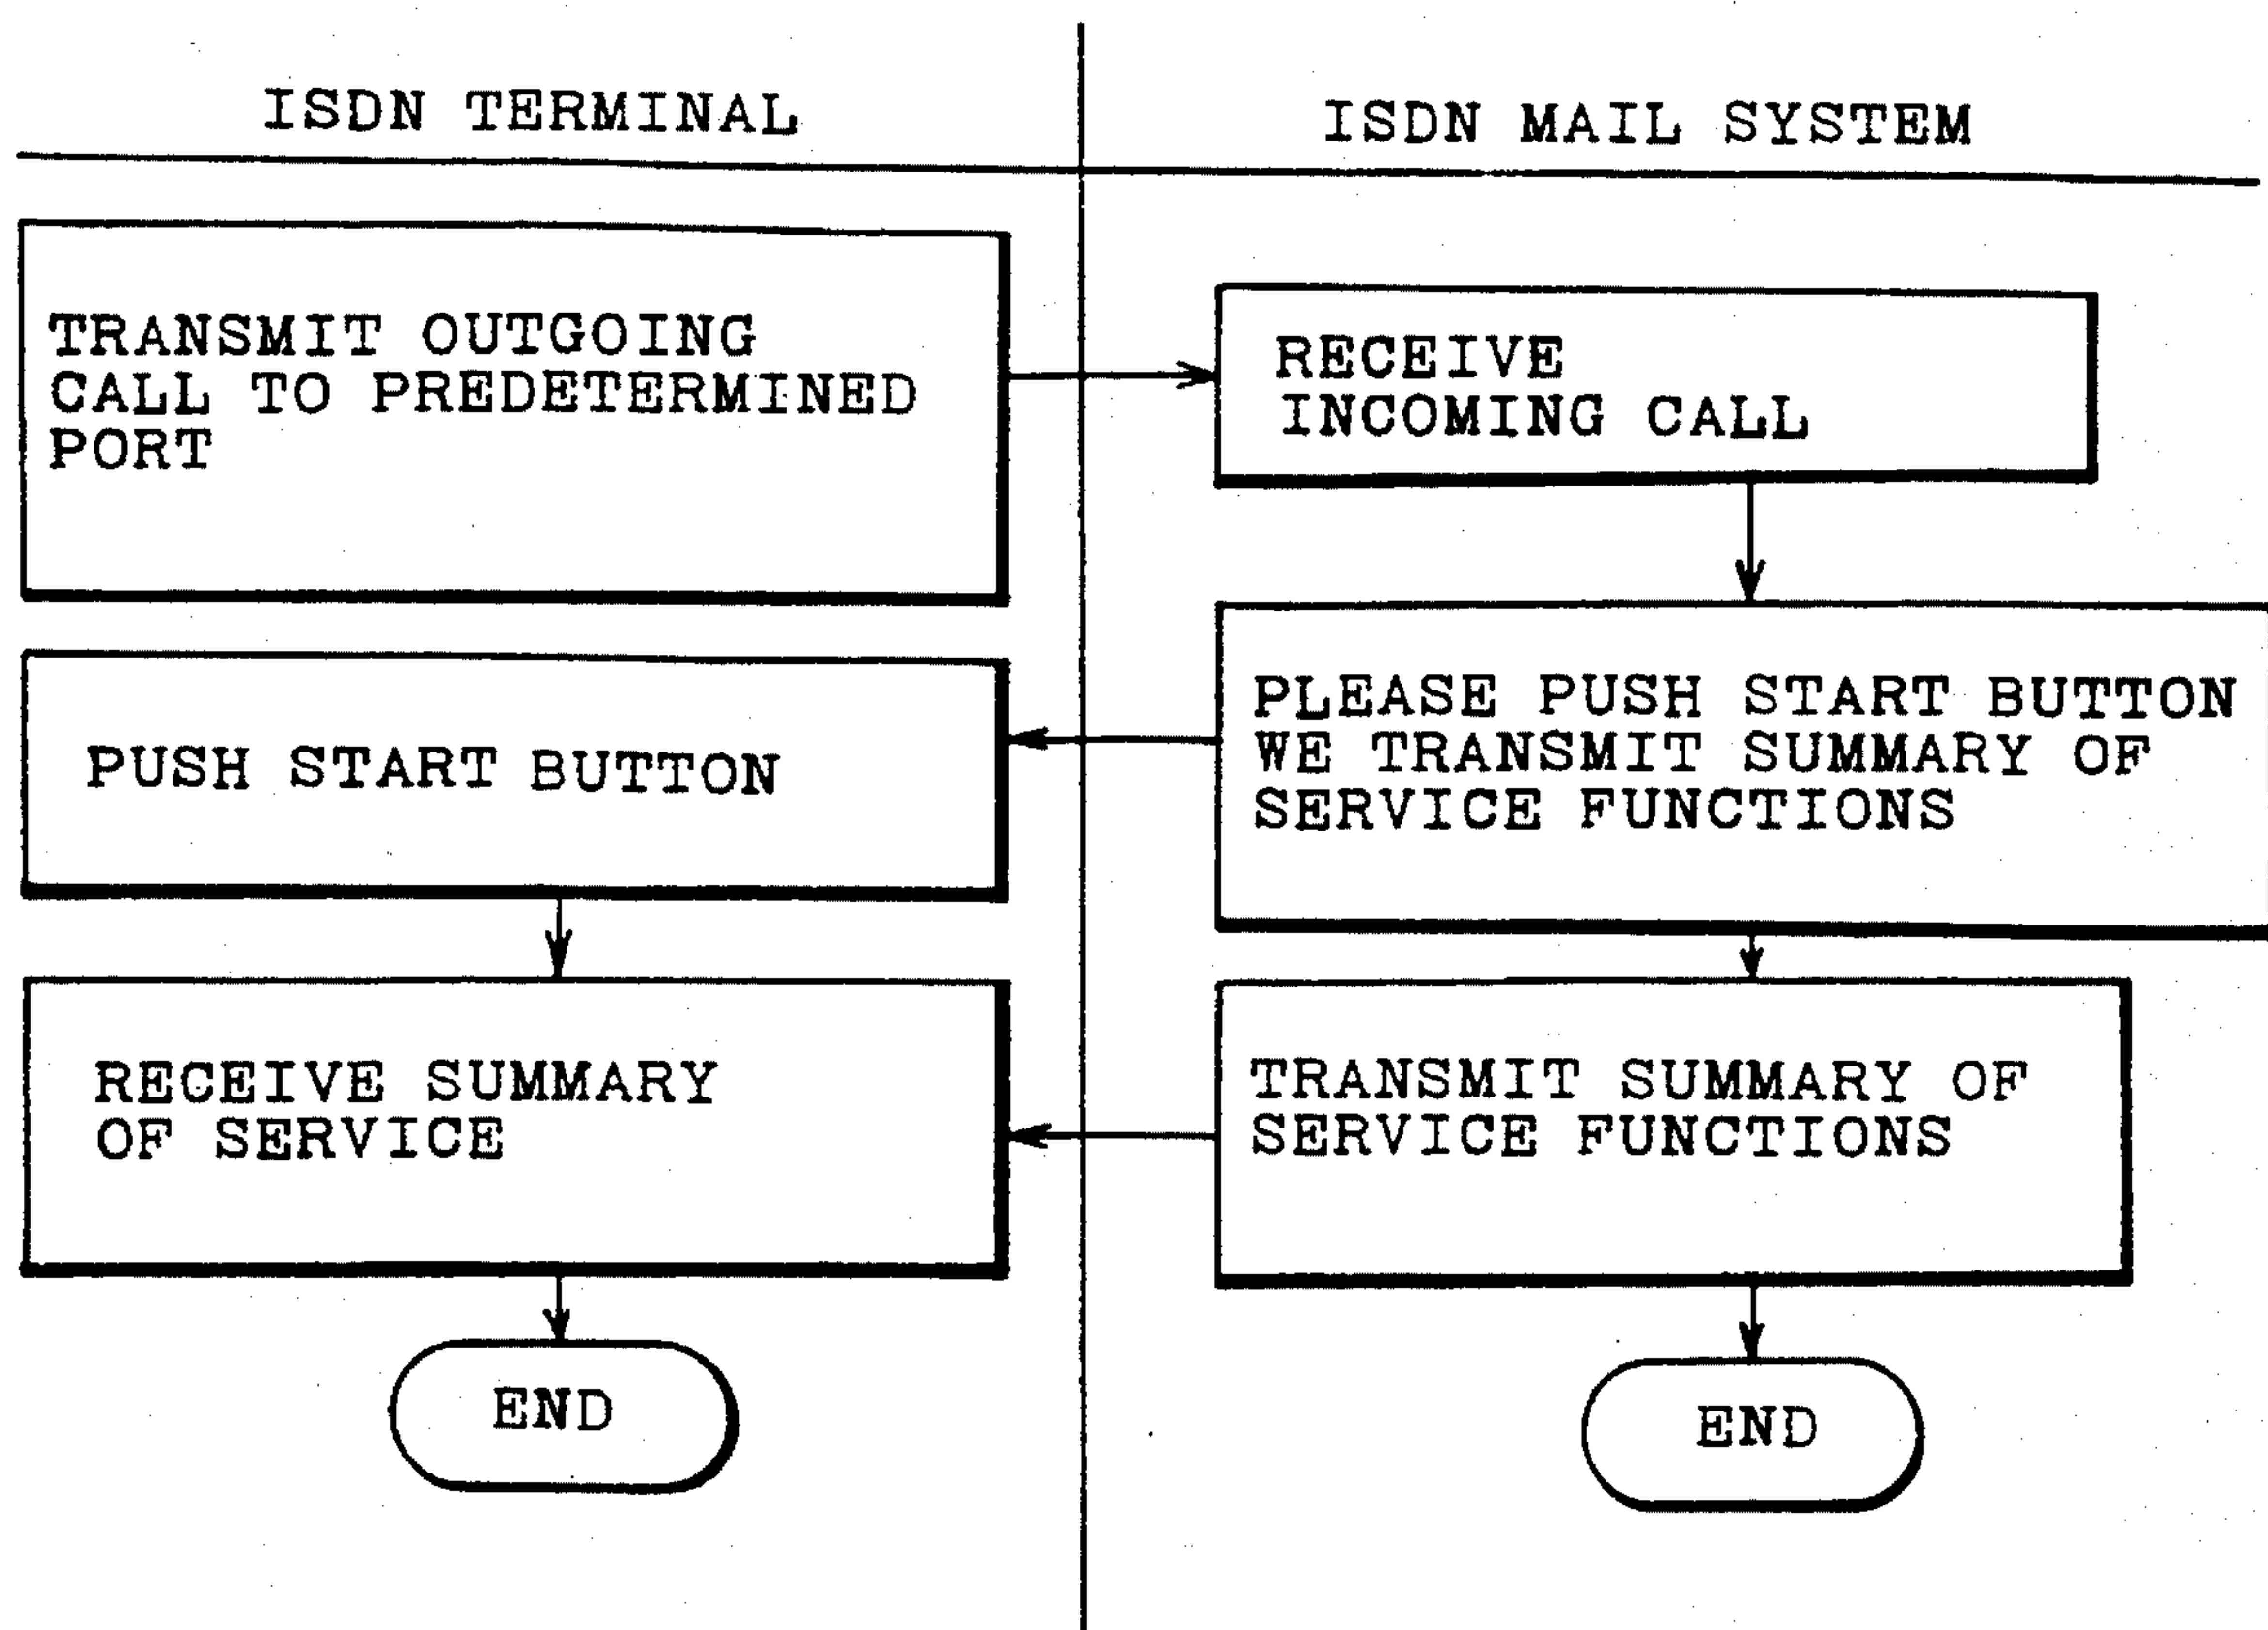 ISDN TERMINAL
ISDN MAIL SYSTEM
TRANSMIT OUTGOING
CALL TO PREDETERMINED
PORT
RECEIVE
INCOMING CALL
PLEASE PUSH START BUTTON
WE TRANSMIT SUMMARY OF
SERVICE FUNCTIONS
PUSH START BUTTON
RECEIVE SUMMARY
OF SERVICE
TRANSMIT SUMMARY OF
SERVICE FUNCTIONS
END
END